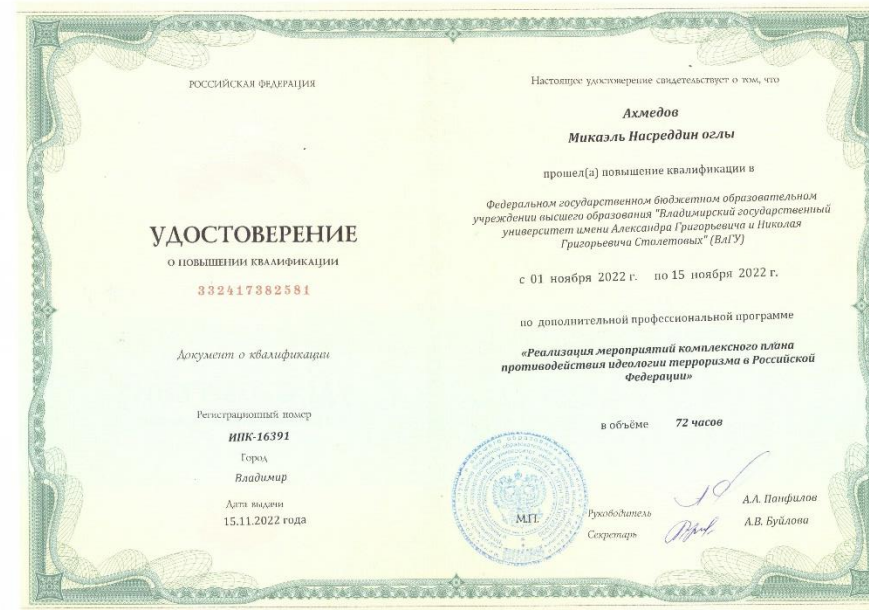 РОССИЙСКАЯ ФЕДЕРАЦИЯ
УДОСТОВЕРЕНИЕ
О ПОВЫШЕНИИ КВАЛИФИКАЦИИ
332417382581
Документ о квалификации
Регистрационный номер
ИПК-16391
Город
Владимир
Дата выдачи
15.11.2022 года
Настоящее удостоверение свидетельствует о том, что
Ахмедов
Микаэль Насреддин оглы
прошел(а) повышение квалификации в
Федеральном государственном бюджетном образовательном
учреждении высшего образования "Владимирский государственный
университет имени Александра Григорьевича и Николая
Григорьевича Столетовых" (ВлГУ)
с 01 ноября 2022 г. по 15 ноября 2022 г.
по дополнительной профессиональной программе
«Реализация мероприятий комплексного плана
противодействия идеологии терроризма в Российской
Федерации»
в объёме 72 часов
М.П.
Руководитель А.А. Панфилов
Секретарь А.В. Буйлова